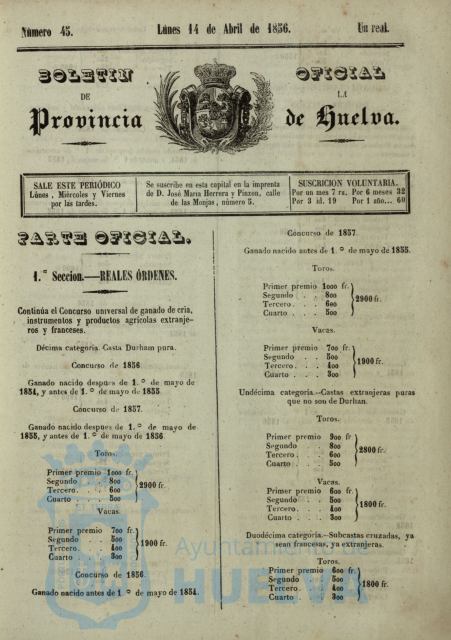 Número 45.
Lúnes 14 de Abril de 1856.
Un real.
BOLETIN
OFICIAL
DE
LA
Provincia
de Huelva.
SALE ESTE PERIÓDICO
Lúnes, Miércoles y Viernes
por las tardes.
Se suscribe en esta capital en la imprenta
de D. José Maria Herrera y Pinzon, calle
de las Monjas, número 5.
SUSCRICION VOLUNTARIA.
Por un mes 7 rs. Por 6 meses 32
Por 3 id. 19 Por 1 año... 60
PARTE OFICIAL.
1.ª Seccion.—REALES ÓRDENES.
Continúa el Concurso universal de ganado de cria,
instrumentos y productos agrícolas extranje-
ros y franceses.
Décima categoría. Casta Durham pura.
Concurso de 1856
Ganado nacido despues de 1.º de mayo de
1854, y antes de 1.º de mayo de 1855
Concurso de 1857.
Ganado nacido despues de 1.º de mayo de
1855, y antes de 1.º de mayo de 1856
Toros.
Primer premio 1000 fr.
Segundo . . 800
Tercero. . . 600
Cuarto . . . 500
2900 fr.
Vacas.
Primer premio 700 fr.
Segundo . . 500
Tercero. . . 400
Cuarto . . . 300
1900 fr.
Concurso de 1856.
Ganado nacido antes de 1.º de mayo de 1854.
Concurso de 1857.
Ganado nacido antes de 1.º de mayo de 1855.
Toros.
Primer premio 1000 fr.
Segundo . . 800
Tercero. . . 600
Cuarto . . . 500
2900 fr.
Vacas.
Primer premio 700 fr.
Segundo . . . 500
Tercero. . . 400
Cuarto . . . 300
1900 fr.
Undécima categoría.—Castas extranjeras puras
que no son de Durhan.
Toros.
Primer premio 900 fr
Segundo . . . 800
Tercero . . . 600
Cuarto . . . 500
2800 fr.
Vacas.
Primer premio 600 fr.
Segundo . . . 500
Tercero. . . 400
Cuarto . . . 300
1800 fr.
Duodécima categoría.—Subcastas cruzadas, ya
sean francesas, ya extranjeras.
Toros.
Primer premio 600 fr.
Segundo . . . 500
Tercero . . . 400
Cuarto . . . 300
1800 fr.
Ayuntamiento de
HUELVA